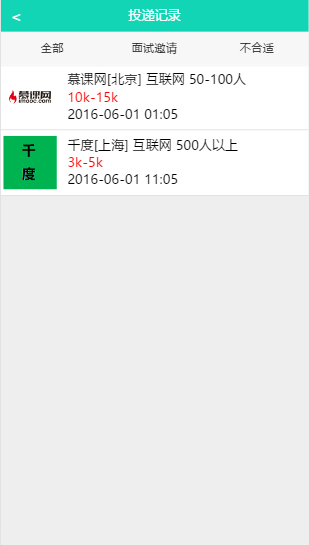 <
投递记录
全部 面试邀请 不合适
慕课网
imooc.com
慕课网[北京] 互联网 50-100人
10k-15k
2016-06-01 01:05
千
度
千度[上海] 互联网 500人以上
3k-5k
2016-06-01 11:05